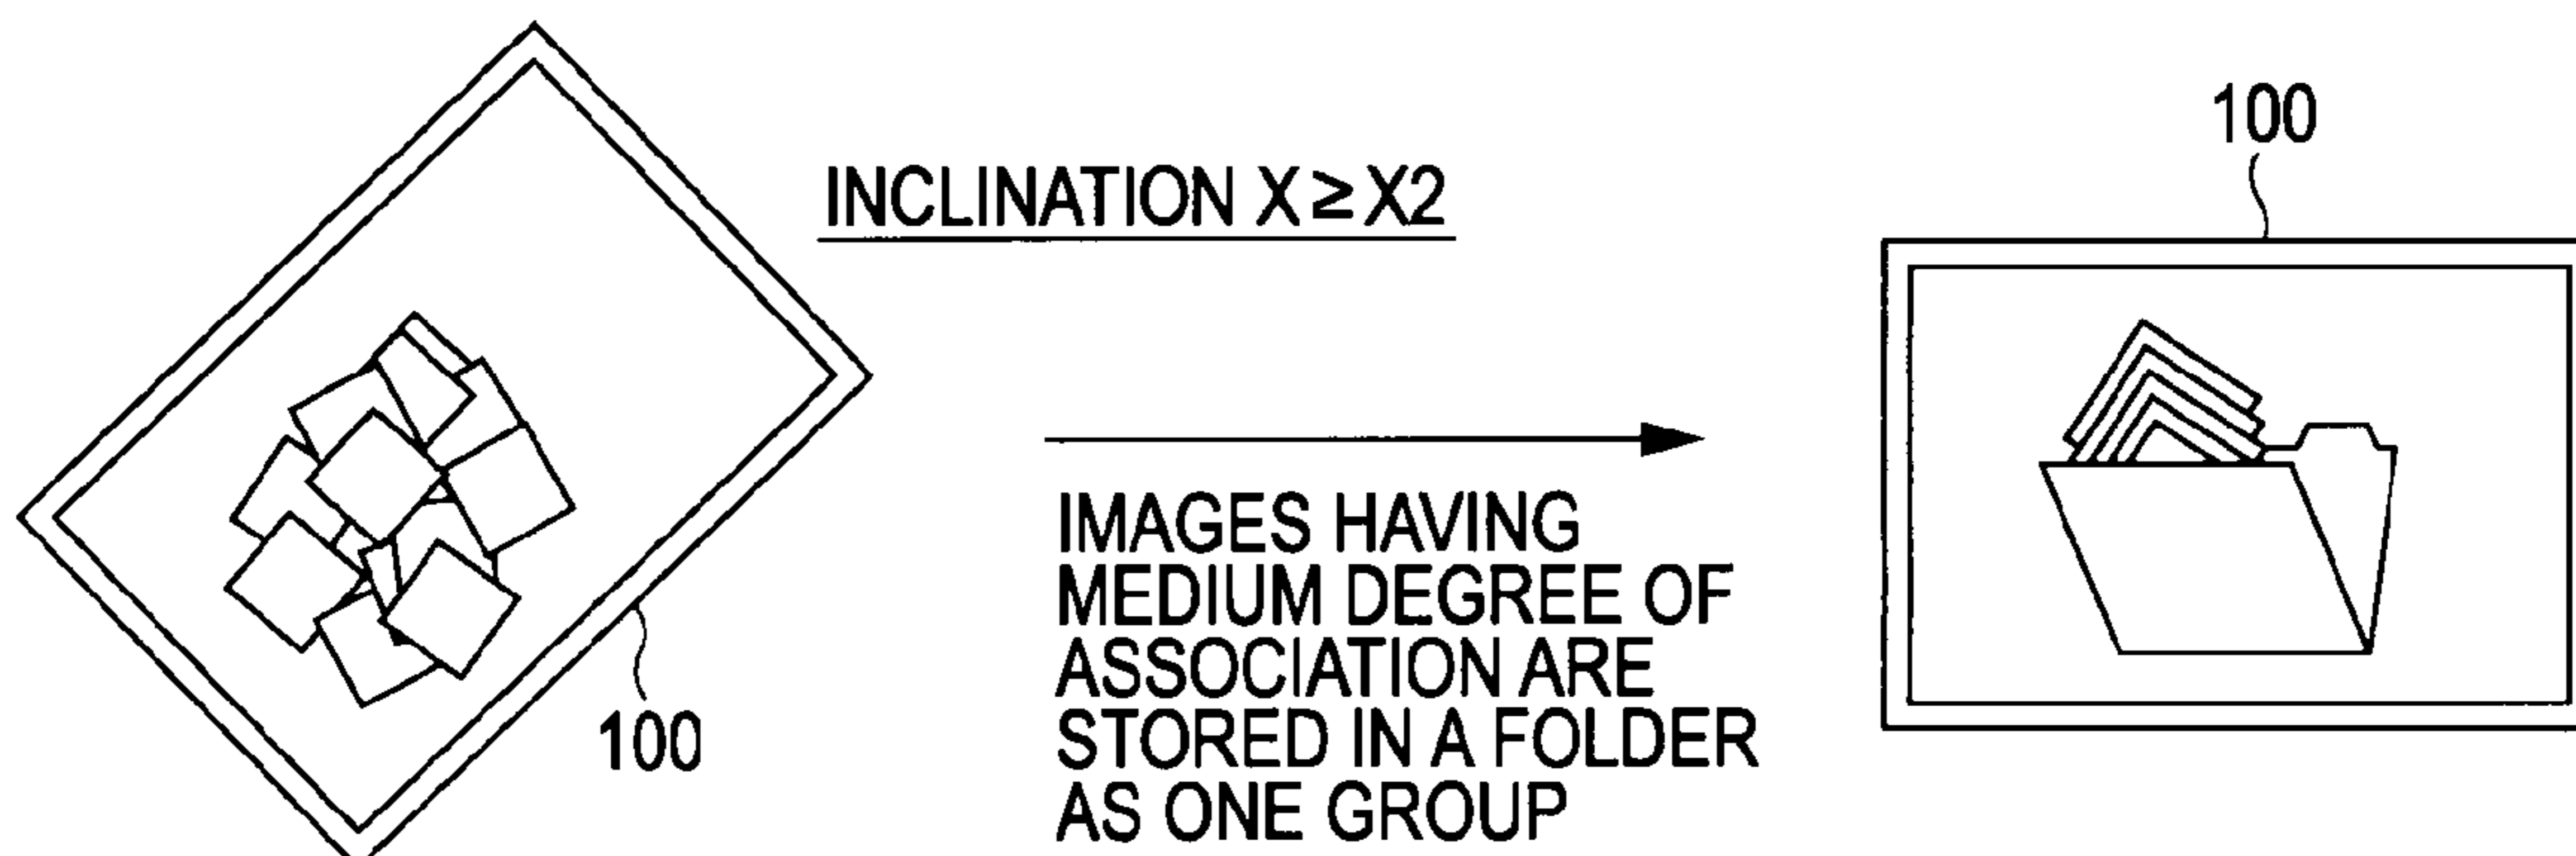 INCLINATION X ≥ X2
100
IMAGES HAVING
MEDIUM DEGREE OF
ASSOCIATION ARE
STORED IN A FOLDER
AS ONE GROUP
100